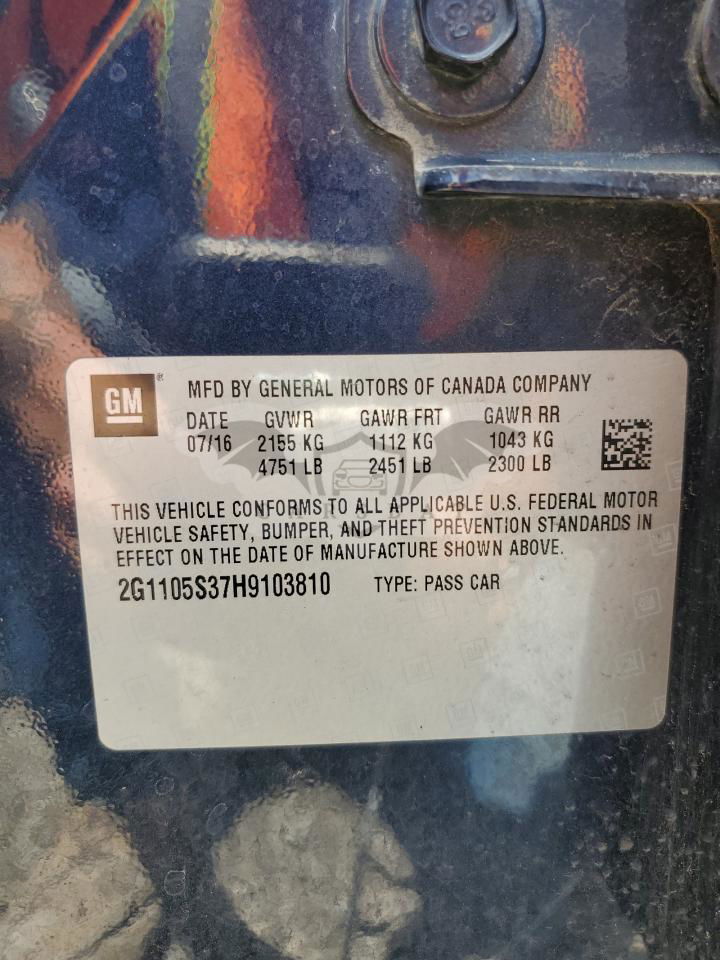 GM
MFD BY GENERAL MOTORS OF CANADA COMPANY
DATE GVWR GAWR FRT GAWR RR
07/16 2155 KG 1112 KG 1043 KG
4751 LB 2451 LB 2300 LB
THIS VEHICLE CONFORMS TO ALL APPLICABLE U.S. FEDERAL MOTOR
VEHICLE SAFETY, BUMPER, AND THEFT PREVENTION STANDARDS IN
EFFECT ON THE DATE OF MANUFACTURE SHOWN ABOVE.
2G1105S37H9103810 TYPE: PASS CAR